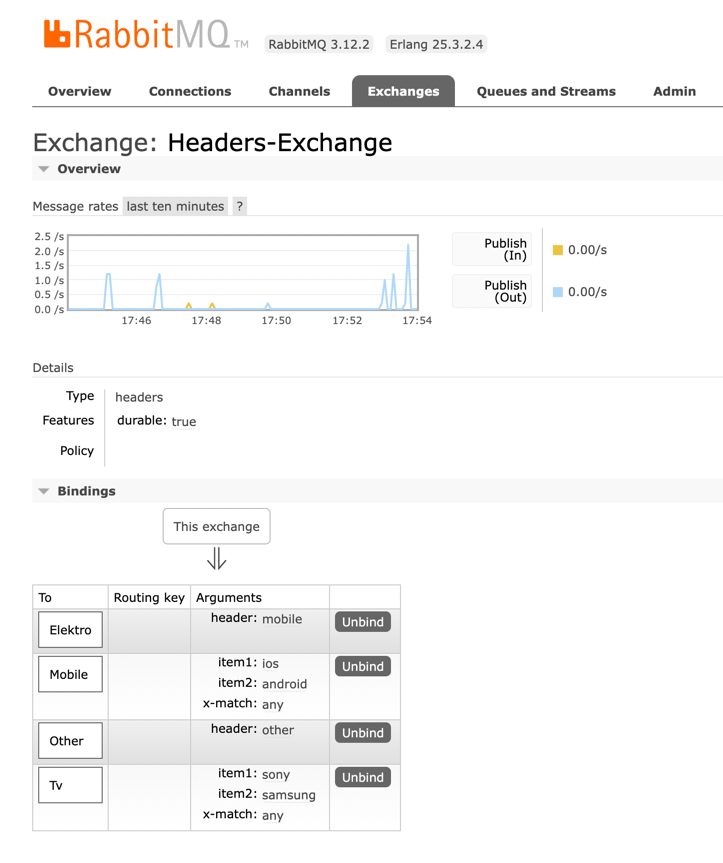 RabbitMQ TM RabbitMQ 3.12.2 Erlang 25.3.2.4
Overview Connections Channels Exchanges Queues and Streams Admin
Exchange: Headers-Exchange
Overview
Message rates last ten minutes ?
2.5 /s
2.0 /s
1.5 /s
1.0 /s
0.5 /s
0.0 /s
17:46 17:48 17:50 17:52 17:54
Publish
(In)
0.00/s
Publish
(Out)
0.00/s
Details
Type headers
Features durable: true
Policy
Bindings
This exchange
⇓
To Routing key Arguments
Elektro header: mobile Unbind
Mobile item1: ios Unbind
item2: android
x-match: any
Other header: other Unbind
Tv item1: sony Unbind
item2: samsung
x-match: any